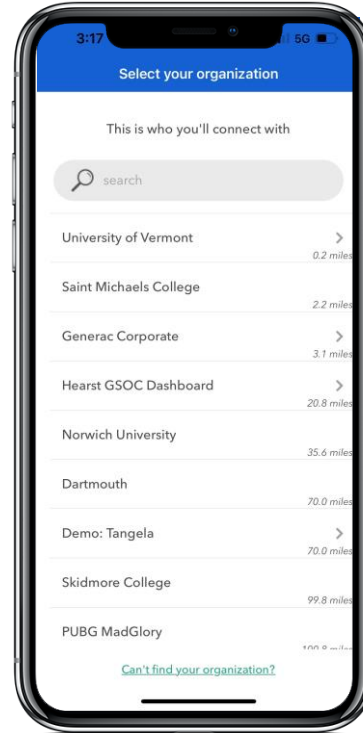 3:17
5G
Select your organization
This is who you'll connect with
search
University of Vermont
0.2 miles
Saint Michaels College
2.2 miles
Generac Corporate
3.1 miles
Hearst GSOC Dashboard
20.8 miles
Norwich University
35.6 miles
Dartmouth
70.0 miles
Demo: Tangela
70.0 miles
Skidmore College
99.8 miles
PUBG MadGlory
Can't find your organization?